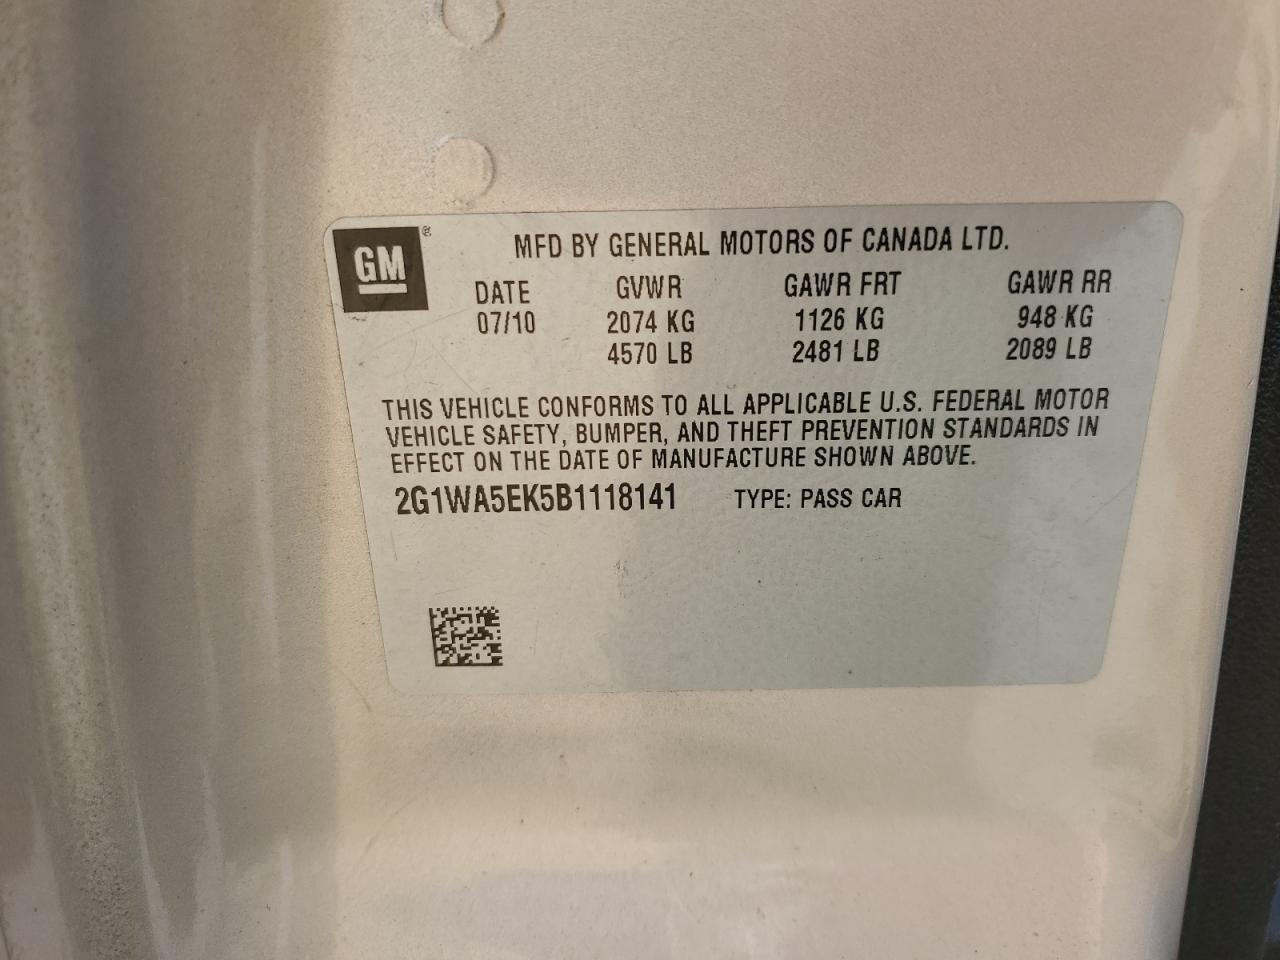 GM®
MFD BY GENERAL MOTORS OF CANADA LTD.
DATE GVWR GAWR FRT GAWR RR
07/10 2074 KG 1126 KG 948 KG
4570 LB 2481 LB 2089 LB
THIS VEHICLE CONFORMS TO ALL APPLICABLE U.S. FEDERAL MOTOR
VEHICLE SAFETY, BUMPER, AND THEFT PREVENTION STANDARDS IN
EFFECT ON THE DATE OF MANUFACTURE SHOWN ABOVE.
2G1WA5EK5B1118141 TYPE: PASS CAR